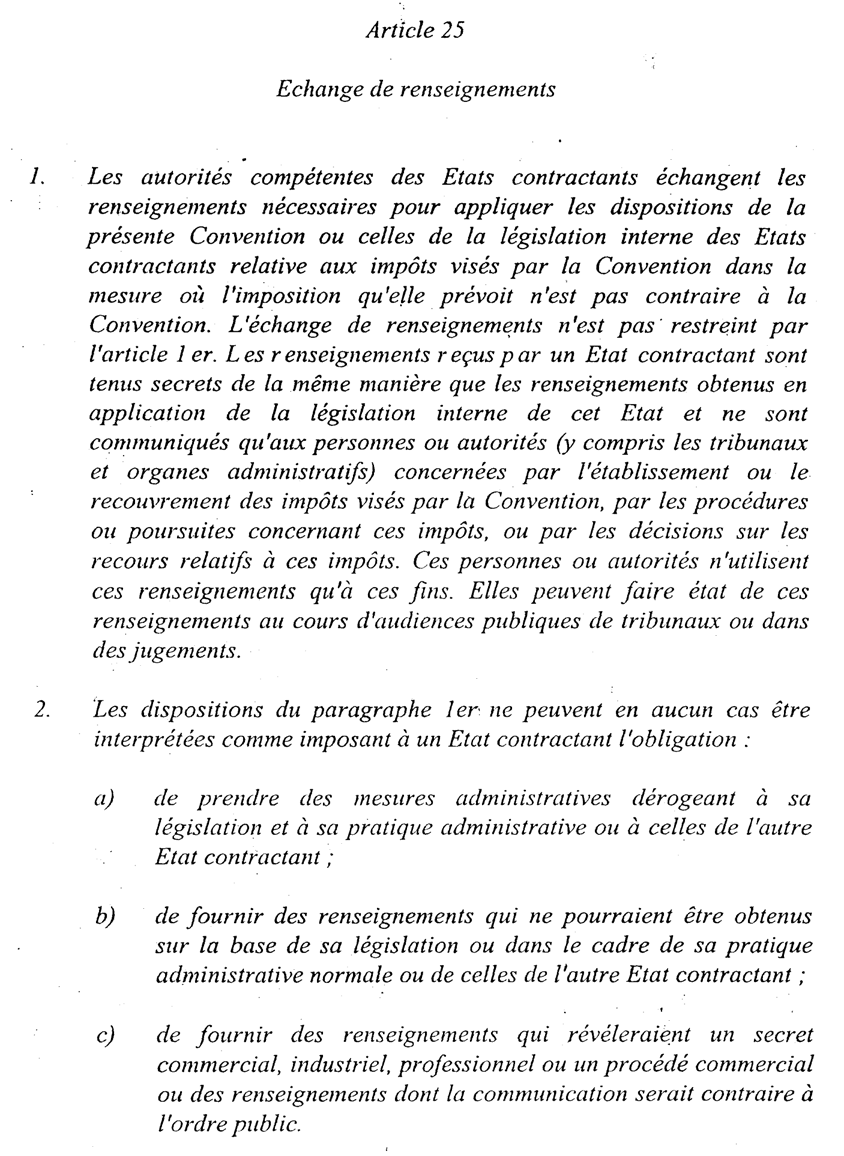 Article 25
Echange de renseignements
1. Les autorités compétentes des Etats contractants échangent les
renseignements nécessaires pour appliquer les dispositions de la
présente Convention ou celles de la législation interne des Etats
contractants relative aux impôts visés par la Convention dans la
mesure où l'imposition qu'elle prévoit n'est pas contraire à la
Convention. L'échange de renseignements n'est pas restreint par
l'article 1 er. L es r enseignements r eçus p ar un Etat contractant sont
tenus secrets de la même manière que les renseignements obtenus en
application de la législation interne de cet Etat et ne sont
communiqués qu'aux personnes ou autorités (y compris les tribunaux
et organes administratifs) concernées par l'établissement ou le
recouvrement des impôts visés par la Convention, par les procédures
ou poursuites concernant ces impôts, ou par les décisions sur les
recours relatifs à ces impôts. Ces personnes ou autorités n'utilisent
ces renseignements qu'à ces fins. Elles peuvent faire état de ces
renseignements au cours d'audiences publiques de tribunaux ou dans
des jugements.
2. Les dispositions du paragraphe 1er ne peuvent en aucun cas être
interprétées comme imposant à un Etat contractant l'obligation :
a) de prendre des mesures administratives dérogeant à sa
législation et à sa pratique administrative ou à celles de l'autre
Etat contractant ;
b) de fournir des renseignements qui ne pourraient être obtenus
sur la base de sa législation ou dans le cadre de sa pratique
administrative normale ou de celles de l'autre Etat contractant ;
c) de fournir des renseignements qui révéleraient un secret
commercial, industriel, professionnel ou un procédé commercial
ou des renseignements dont la communication serait contraire à
l'ordre public.